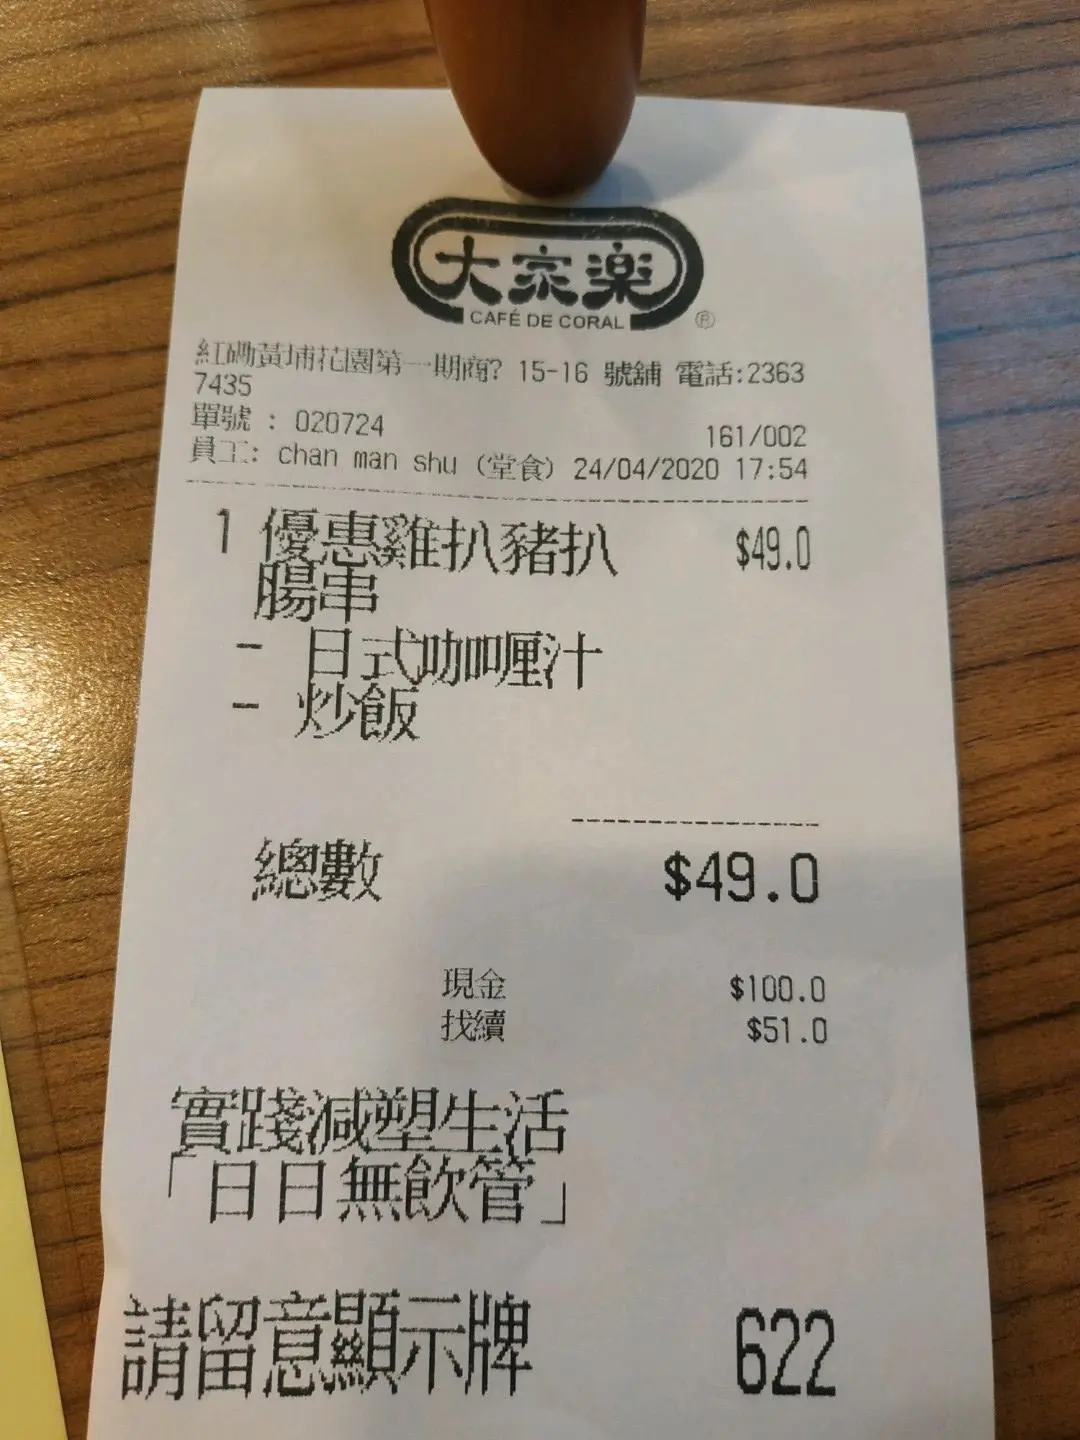 大家樂
CAFÉ DE CORAL ®
紅磡黃埔花園第一期商? 15-16 號舖 電話:2363
7435
單號 : 020724 161/002
員工: chan man shu (堂食) 24/04/2020 17:54
1 優惠雞扒豬扒 $49.0
腸串
- 日式咖喱汁
- 炒飯
總數 $49.0
現金 $100.0
找續 $51.0
實踐減塑生活
「日日無飲管」
請留意顯示牌 622